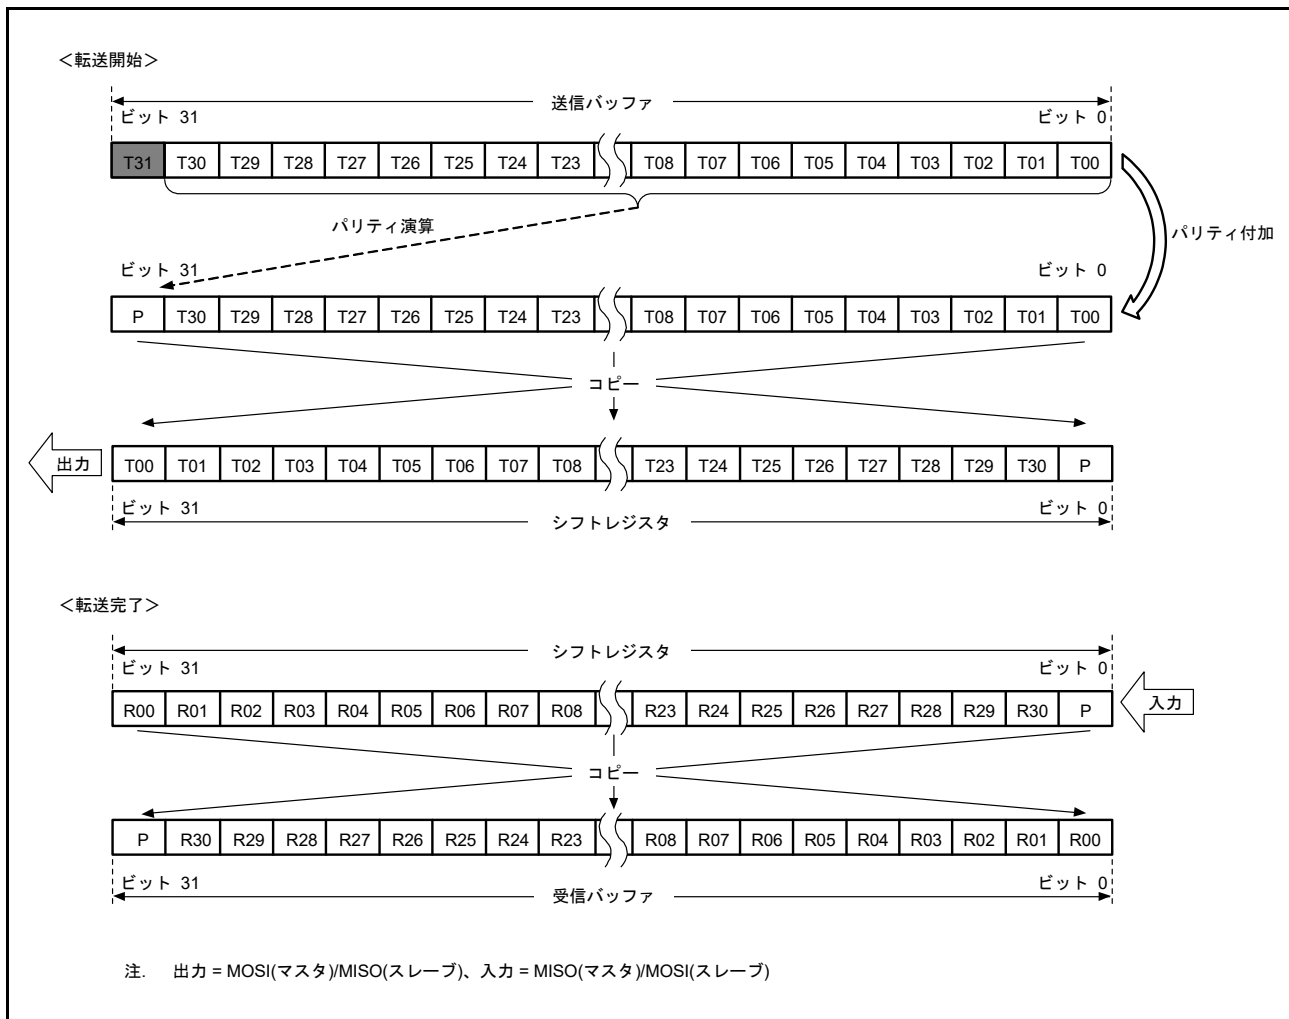 ＜転送開始＞
送信バッファ
ビット 31 ビット 0
T31 T30 T29 T28 T27 T26 T25 T24 T23 T08 T07 T06 T05 T04 T03 T02 T01 T00
パリティ演算
パリティ付加
ビット 31 ビット 0
P T30 T29 T28 T27 T26 T25 T24 T23 T08 T07 T06 T05 T04 T03 T02 T01 T00
コピー
出力
T00 T01 T02 T03 T04 T05 T06 T07 T08 T23 T24 T25 T26 T27 T28 T29 T30 P
ビット 31 ビット 0
シフトレジスタ
＜転送完了＞
シフトレジスタ
ビット 31 ビット 0
R00 R01 R02 R03 R04 R05 R06 R07 R08 R23 R24 R25 R26 R27 R28 R29 R30 P
入力
コピー
P R30 R29 R28 R27 R26 R25 R24 R23 R08 R07 R06 R05 R04 R03 R02 R01 R00
ビット 31 ビット 0
受信バッファ
注. 出力 = MOSI(マスタ)/MISO(スレーブ)、入力 = MISO(マスタ)/MOSI(スレーブ)